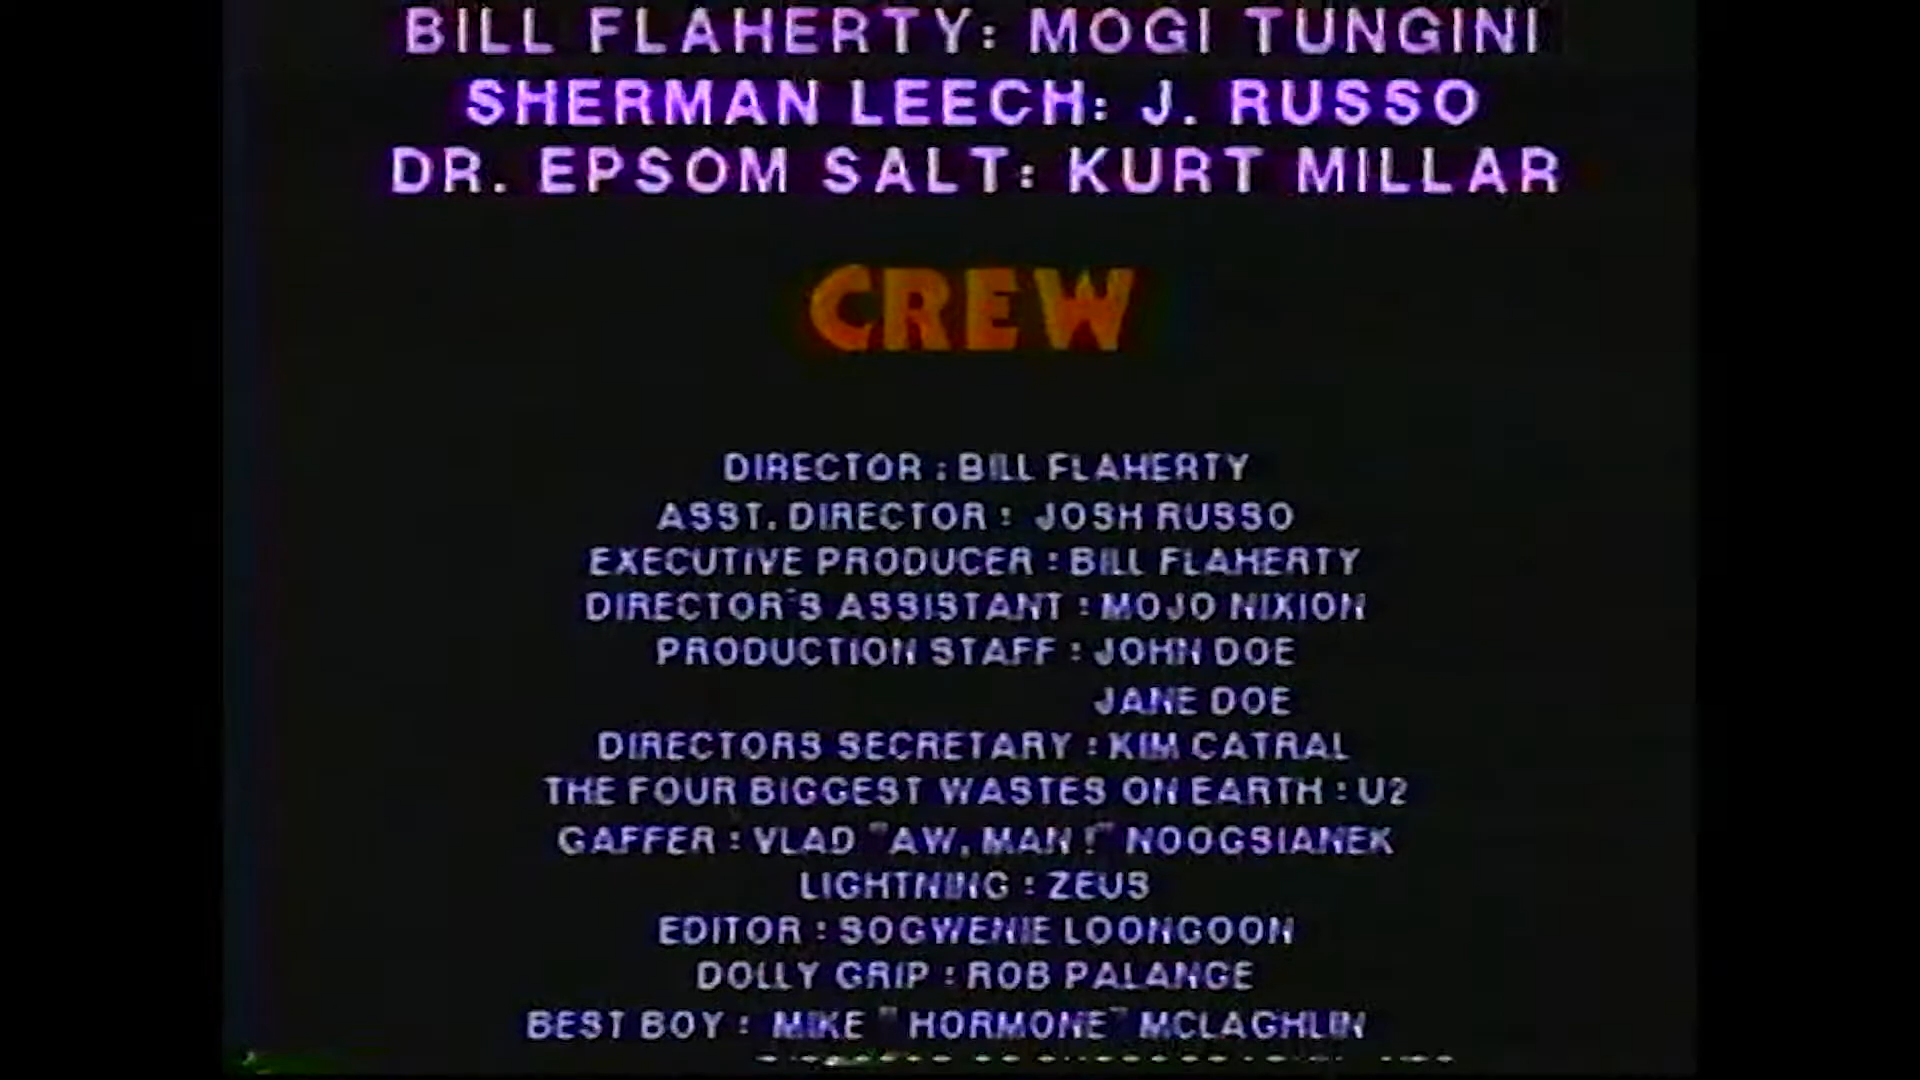 BILL FLAHERTY: MOGI TUNGINI
SHERMAN LEECH: J. RUSSO
DR. EPSOM SALT: KURT MILLAR
CREW
DIRECTOR : BILL FLAHERTY
ASST. DIRECTOR : JOSH RUSSO
EXECUTIVE PRODUCER : BILL FLAHERTY
DIRECTOR'S ASSISTANT : MOJO NIXION
PRODUCTION STAFF : JOHN DOE
JANE DOE
DIRECTORS SECRETARY : KIM CATRAL
THE FOUR BIGGEST WASTES ON EARTH : U2
GAFFER : VLAD "AW, MAN !" NOOGSIANEK
LIGHTNING : ZEUS
EDITOR : SOGWENIE LOONGOON
DOLLY GRIP : ROB PALANGE
BEST BOY : MIKE " HORMONE" MCLAGHLIN